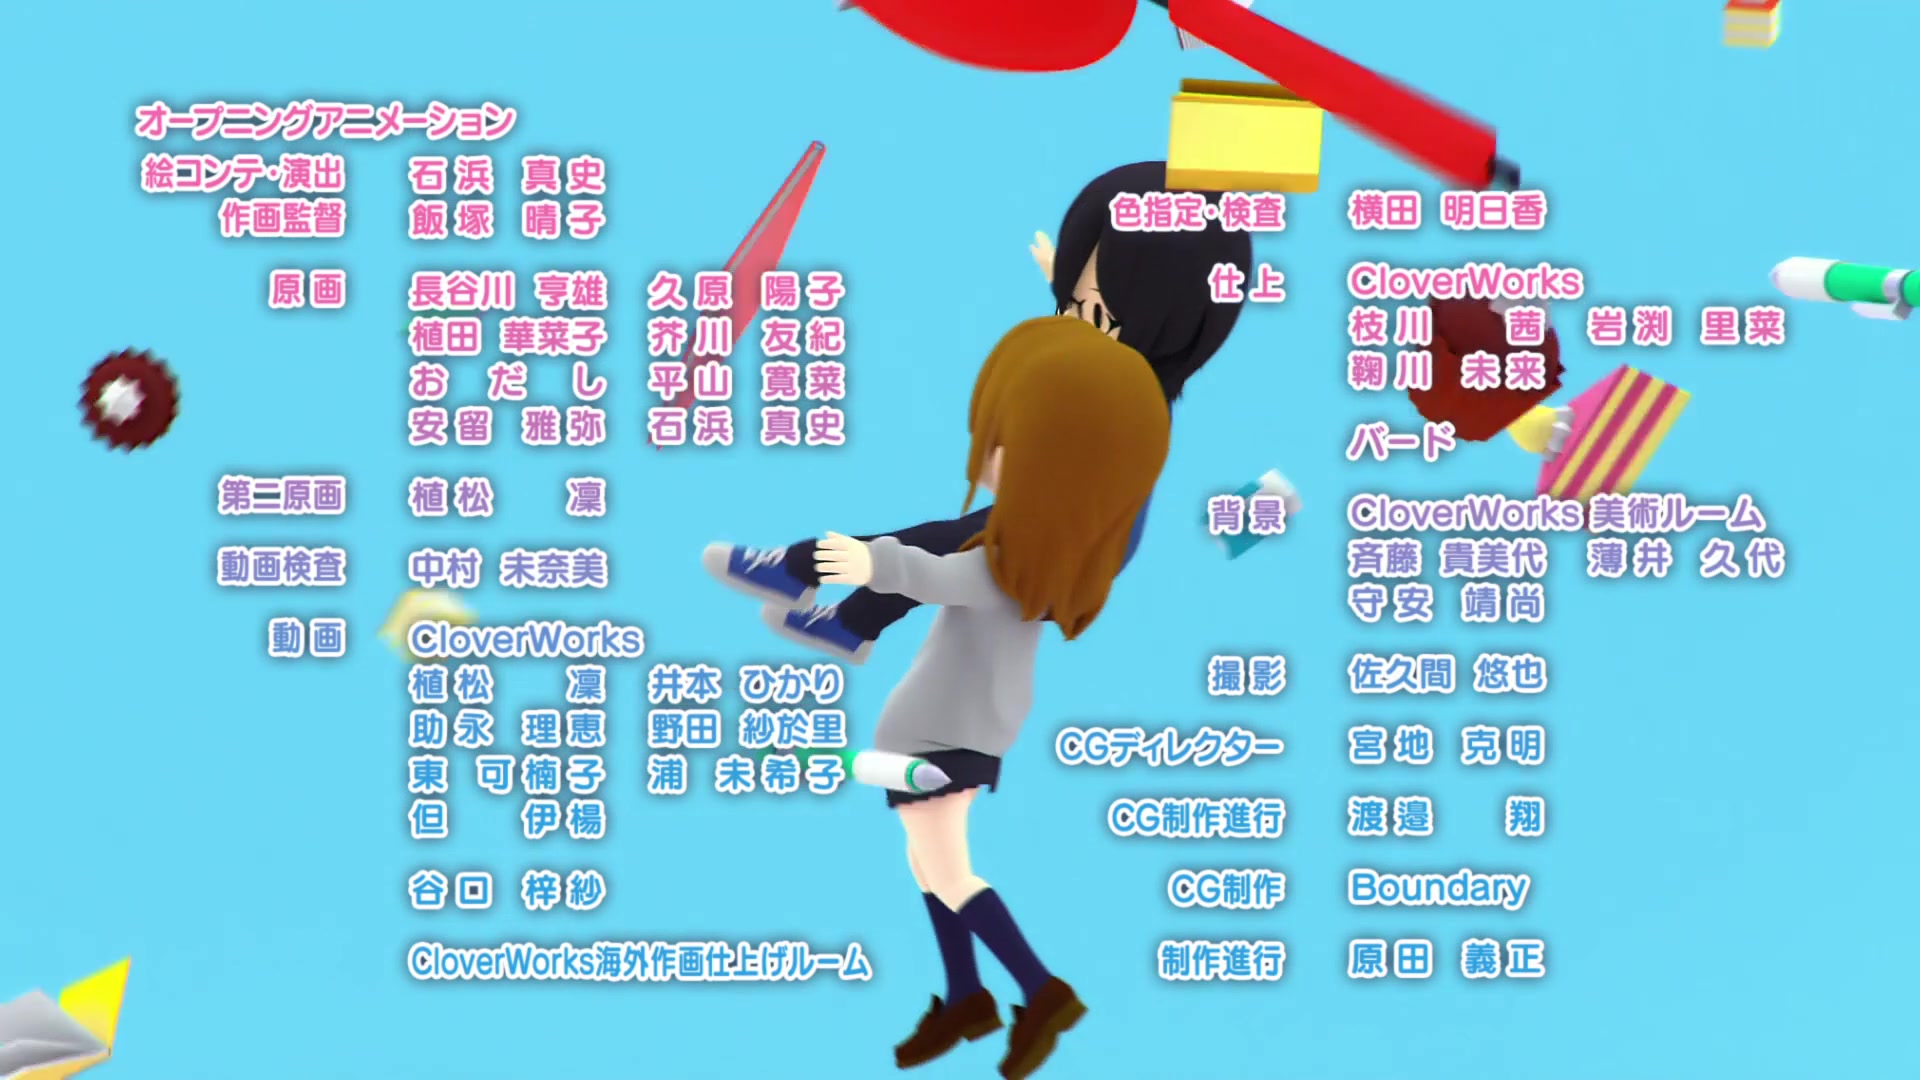 オープニングアニメーション
絵コンテ・演出 石浜 真史
作画監督 飯塚 晴子
原画 長谷川 亨雄 久原 陽子
植田 華菜子 芥川 友紀
おだし 平山 寛菜
安留 雅弥 石浜 真史
第二原画 植松 凜
動画検査 中村 未奈美
動画 CloverWorks
植松 凜 井本 ひかり
助永 理恵 野田 紗於里
東 可楠子 浦 未希子
但 伊楊
谷口 梓紗
CloverWorks海外作画仕上げルーム
色指定・検査 横田 明日香
仕上 CloverWorks
枝川 茜 岩渕 里菜
鞠川 未来
バード
背景 CloverWorks 美術ルーム
斉藤 貴美代 薄井 久代
守安 靖尚
撮影 佐久間 悠也
CGディレクター 宮地 克明
CG制作進行 渡邉 翔
CG制作 Boundary
制作進行 原田 義正